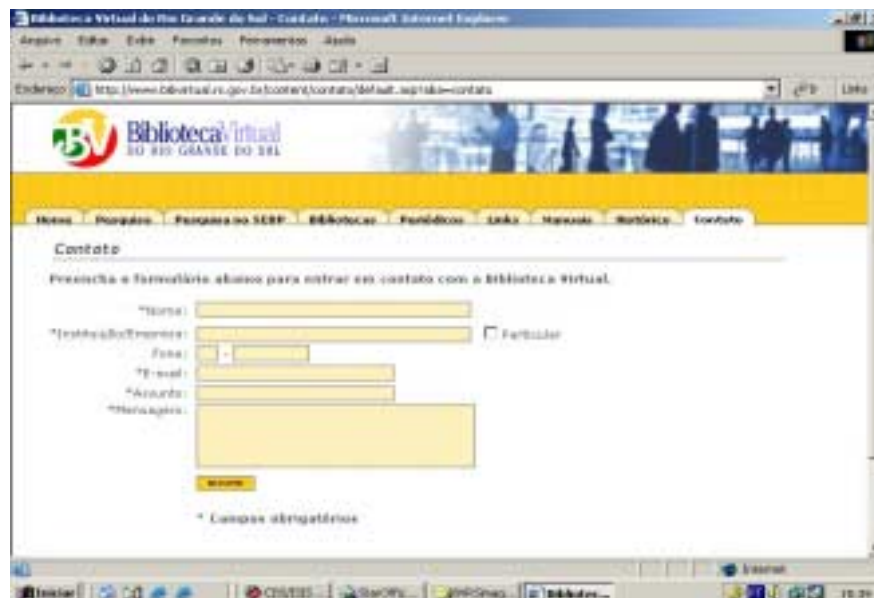 Biblioteca Virtual do Rio Grande do Sul - Contato - Microsoft Internet Explorer
Arquivo Editar Exibir Favoritos Ferramentas Ajuda
Endereço
Links
BV BibliotecaVirtual
DO RIO GRANDE DO SUL
Home Pesquisa Pesquisa no SEBP Bibliotecas Periódicos Links Manuais Histórico Contato
Contato
Preencha o formulário abaixo para entrar em contato com a Biblioteca Virtual.
*Nome:
*Instituição/Empresa: Particular
Fone: -
*E-mail:
*Assunto:
*Mensagem:
* Campos obrigatórios
Internet
Iniciar